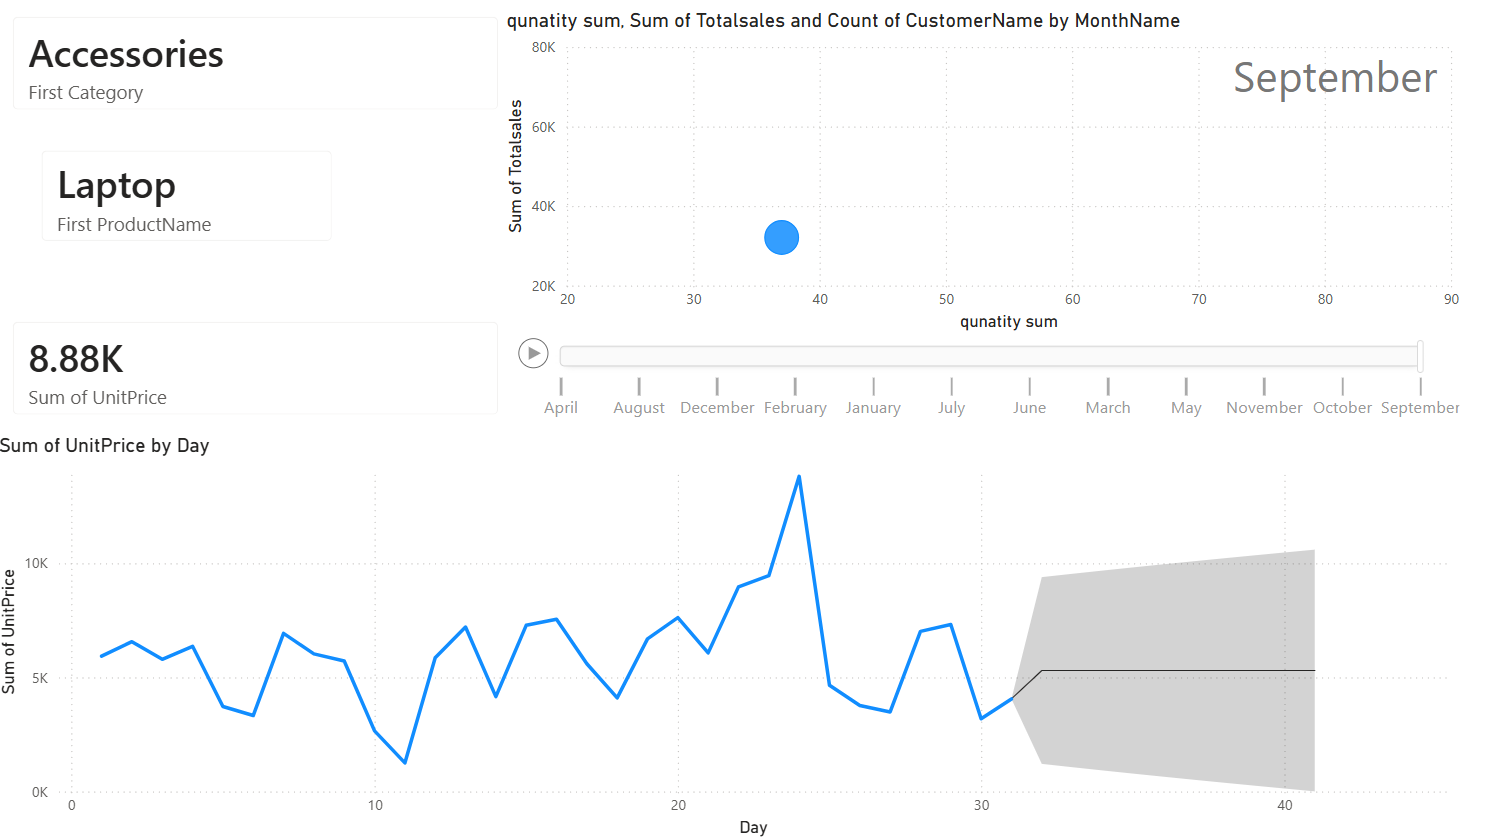 Accessories
First Category
Laptop
First ProductName
8.88K
Sum of UnitPrice
qunatity sum, Sum of Totalsales and Count of CustomerName by MonthName
September
Sum of Totalsales
80K
60K
40K
20K
20 30 40 50 60 70 80 90
qunatity sum
April August December February January July June March May November October September
Sum of UnitPrice by Day
Sum of UnitPrice
10K
5K
0K
0 10 20 30 40
Day